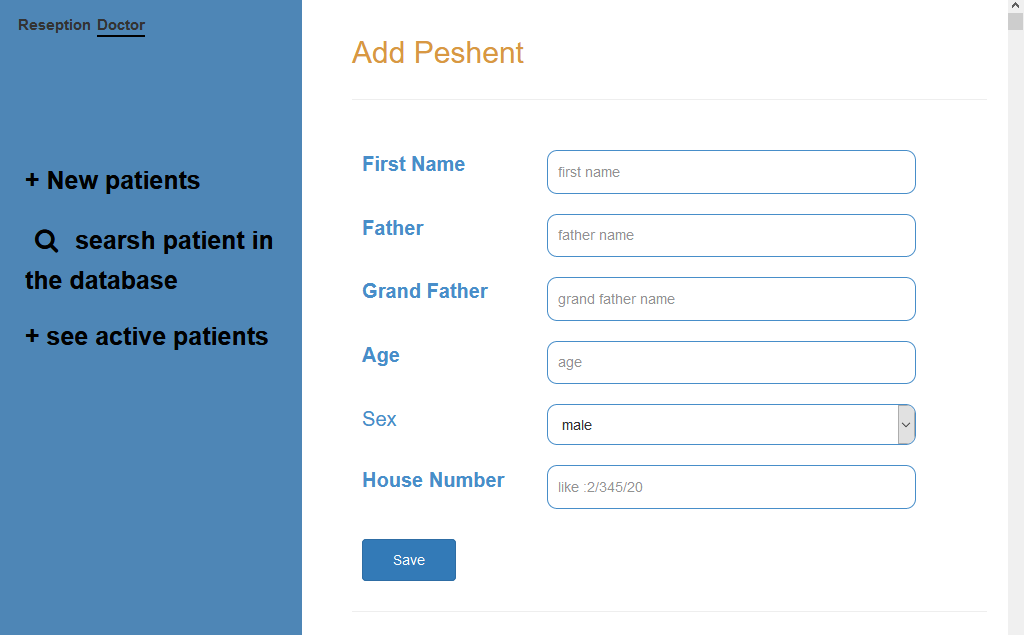 Reseption Doctor
+ New patients
searsh patient in
the database
+ see active patients
Add Peshent
First Name first name
Father father name
Grand Father grand father name
Age age
Sex male
House Number like :2/345/20
Save